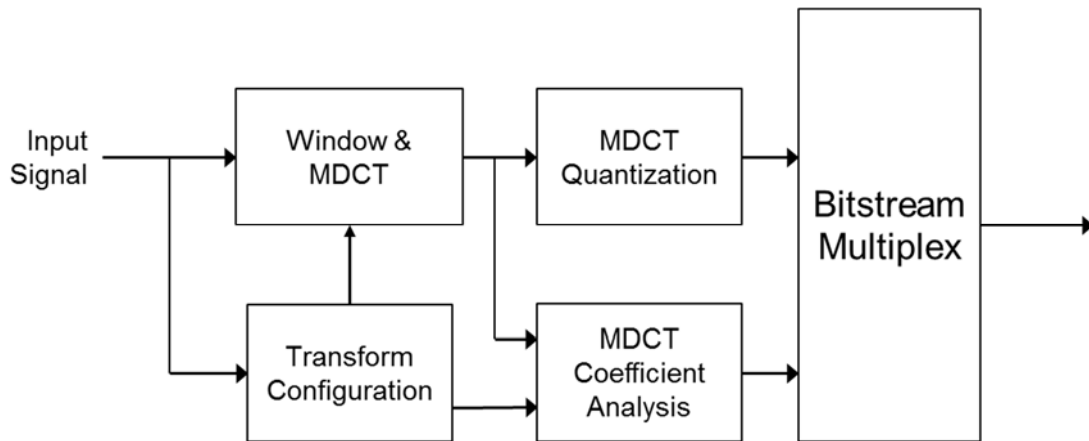 Input
Signal
Window &
MDCT
MDCT
Quantization
Bitstream
Multiplex
Transform
Configuration
MDCT
Coefficient
Analysis